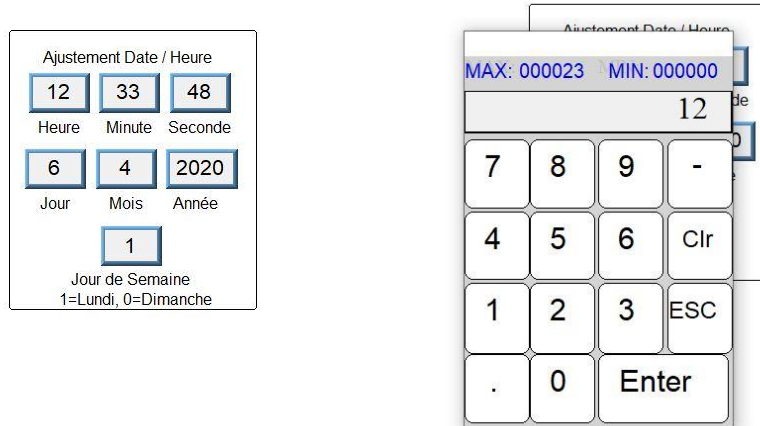 Ajustement Date / Heure
12 33 48
Heure Minute Seconde
6 4 2020
Jour Mois Année
1
Jour de Semaine
1=Lundi, 0=Dimanche
Ajustement Date / Heure
MAX: 000023 MIN: 000000
12
de
7 8 9 -
0
4 5 6 Clr
1 2 3 ESC
. 0 Enter